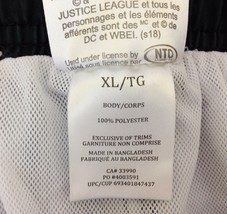 © &
JUSTICE LEAGUE et tous les
personnages et les éléments
afférents sont des MC et © de
DC et WBEI. (s18)
Used under license by
NTD
XL/TG
BODY/CORPS
100% POLYESTER
EXCLUSIVE OF TRIMS
GARNITURE NON COMPRISE
MADE IN BANGLADESH
FABRIQUÉ AU BANGLADESH
CA# 33990
PO #4003591
UPC/CUP 693401847437